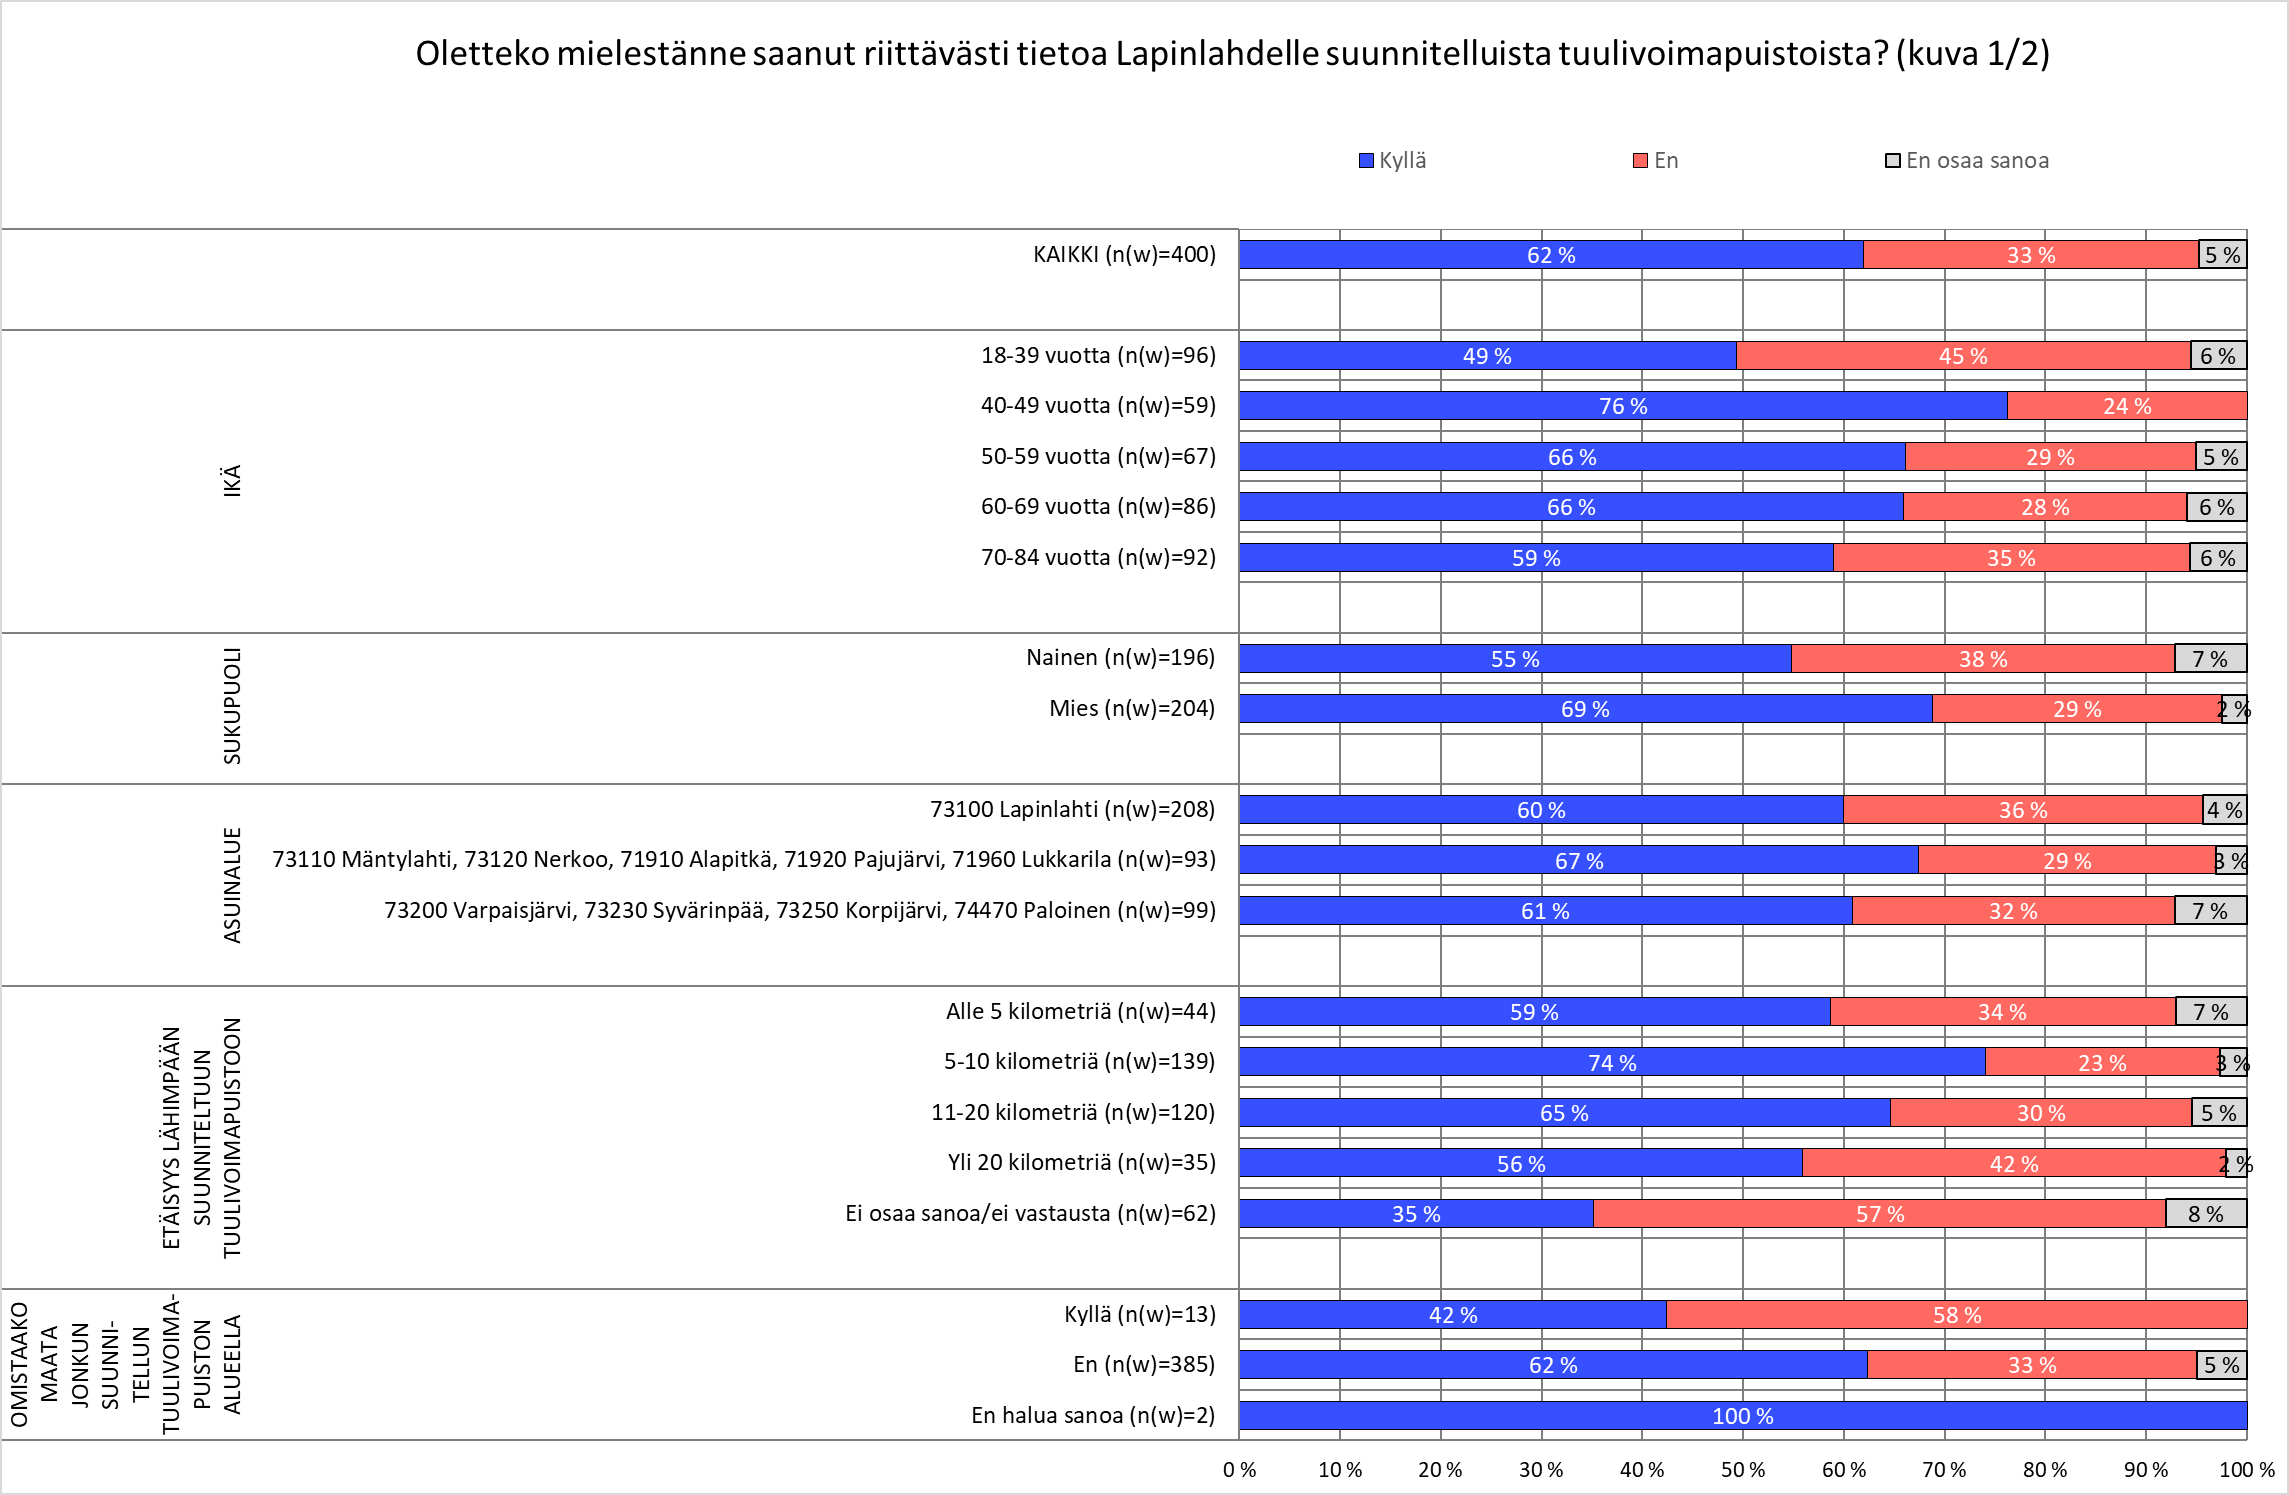 Oletteko mielestänne saanut riittävästi tietoa Lapinlahdelle suunnitelluista tuulivoimapuistoista? (kuva 1/2)
Kyllä En En osaa sanoa
KAIKKI (n(w)=400) 62 % 33 % 5 %
IKÄ
18-39 vuotta (n(w)=96) 49 % 45 % 6 %
40-49 vuotta (n(w)=59) 76 % 24 %
50-59 vuotta (n(w)=67) 66 % 29 % 5 %
60-69 vuotta (n(w)=86) 66 % 28 % 6 %
70-84 vuotta (n(w)=92) 59 % 35 % 6 %
SUKUPUOLI
Nainen (n(w)=196) 55 % 38 % 7 %
Mies (n(w)=204) 69 % 29 % 2 %
ASUINALUE
73100 Lapinlahti (n(w)=208) 60 % 36 % 4 %
73110 Mäntylahti, 73120 Nerkoo, 71910 Alapitkä, 71920 Pajujärvi, 71960 Lukkarila (n(w)=93) 67 % 29 % 3 %
73200 Varpaisjärvi, 73230 Syvärinpää, 73250 Korpijärvi, 74470 Paloinen (n(w)=99) 61 % 32 % 7 %
ETÄISYYS LÄHIMPÄÄN
SUUNNITELTUUN
TUULIVOIMAPUISTOON
Alle 5 kilometriä (n(w)=44) 59 % 34 % 7 %
5-10 kilometriä (n(w)=139) 74 % 23 % 3 %
11-20 kilometriä (n(w)=120) 65 % 30 % 5 %
Yli 20 kilometriä (n(w)=35) 56 % 42 % 2 %
Ei osaa sanoa/ei vastausta (n(w)=62) 35 % 57 % 8 %
OMISTAAKO
MAATA
JONKUN
SUUNNI-
TELLUN
TUULIVOIMA-
PUISTON
ALUEELLA
Kyllä (n(w)=13) 42 % 58 %
En (n(w)=385) 62 % 33 % 5 %
En halua sanoa (n(w)=2) 100 %
0 % 10 % 20 % 30 % 40 % 50 % 60 % 70 % 80 % 90 % 100 %